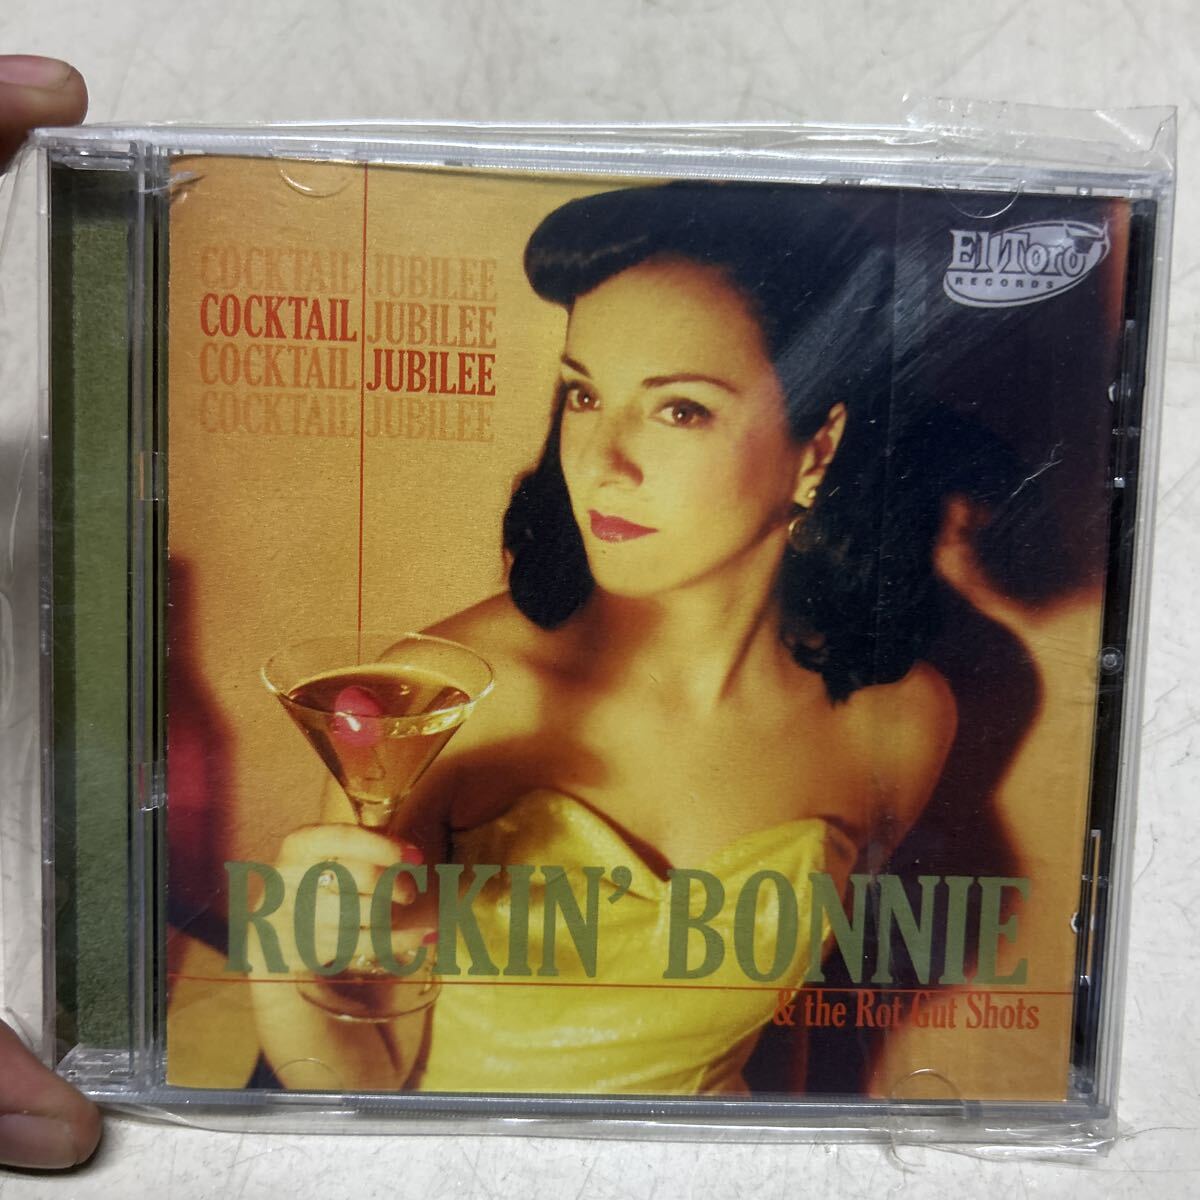 COCKTAIL JUBILEE
COCKTAIL JUBILEE
COCKTAIL JUBILEE
COCKTAIL JUBILEE
El Toro
RECORDS
ROCKIN' BONNIE
& the Rot Gut Shots